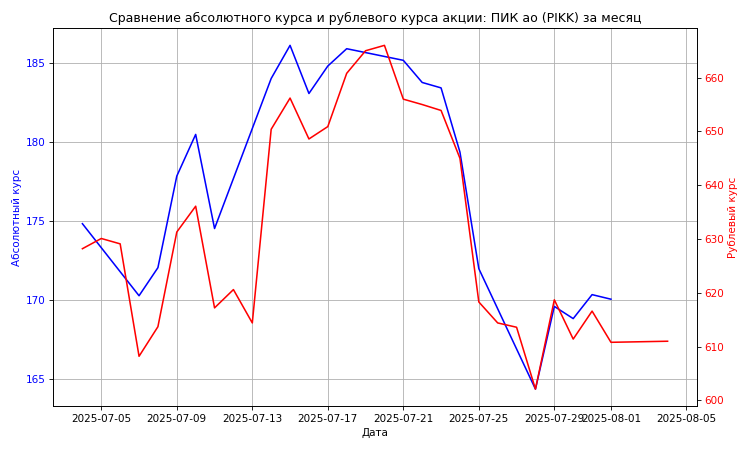 Сравнение абсолютного курса и рублевого курса акции: ПИК ао (PIKK) за месяц
Абсолютный курс
185
180
175
170
165
660
650
640
630
620
610
600
Рублевый курс
2025-07-05 2025-07-09 2025-07-13 2025-07-17 2025-07-21 2025-07-25 2025-07-29 2025-08-01 2025-08-05
Дата